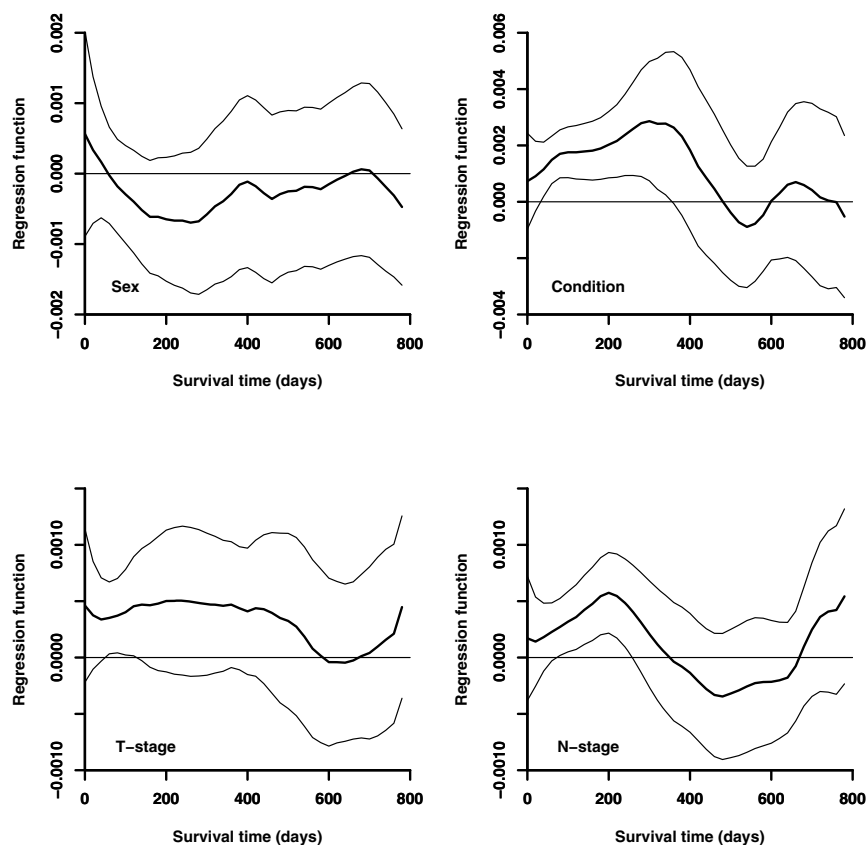 Regression function
0.002
0.001
0.000
−0.001
−0.002
Sex
0 200 400 600 800
Survival time (days)
Regression function
0.006
0.004
0.002
0.000
−0.004
Condition
0 200 400 600 800
Survival time (days)
Regression function
0.0010
0.0000
−0.0010
T−stage
0 200 400 600 800
Survival time (days)
Regression function
0.0010
0.0000
−0.0010
N−stage
0 200 400 600 800
Survival time (days)